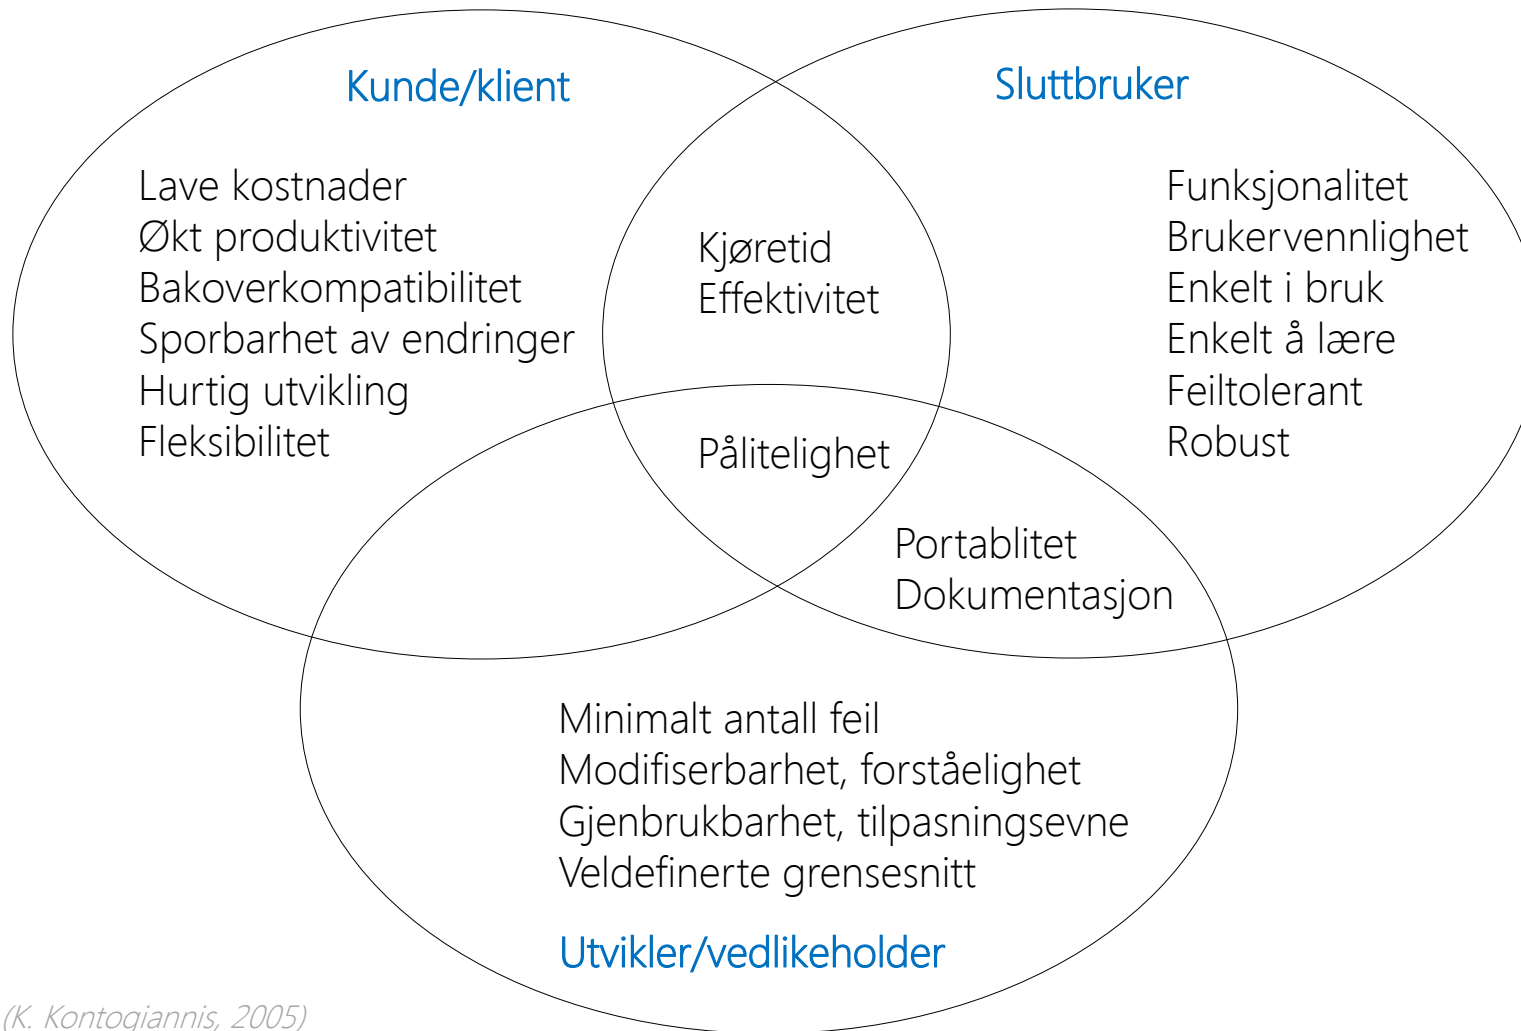 Kunde/klient
Lave kostnader
Økt produktivitet
Bakoverkompatibilitet
Sporbarhet av endringer
Hurtig utvikling
Fleksibilitet
Kjøretid
Effektivitet
Sluttbruker
Funksjonalitet
Brukervennlighet
Enkelt i bruk
Enkelt å lære
Feiltolerant
Robust
Pålitelighet
Portablitet
Dokumentasjon
Minimalt antall feil
Modifiserbarhet, forståelighet
Gjenbrukbarhet, tilpasningsevne
Veldefinerte grensesnitt
Utvikler/vedlikeholder
(K. Kontogiannis, 2005)